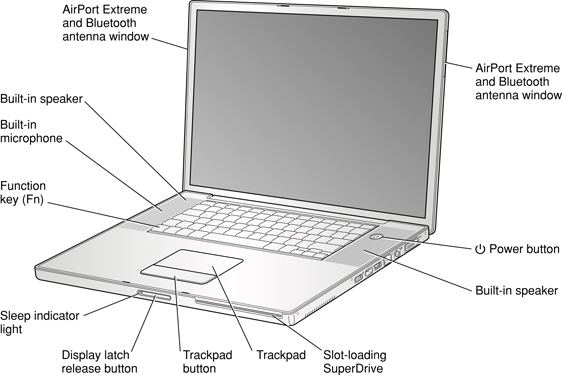 AirPort Extreme
and Bluetooth
antenna window
AirPort Extreme
and Bluetooth
antenna window
Built-in speaker
Built-in
microphone
Function
key (Fn)
Power button
Built-in speaker
Sleep indicator
light
Display latch
release button
Trackpad
button
Trackpad
Slot-loading
SuperDrive